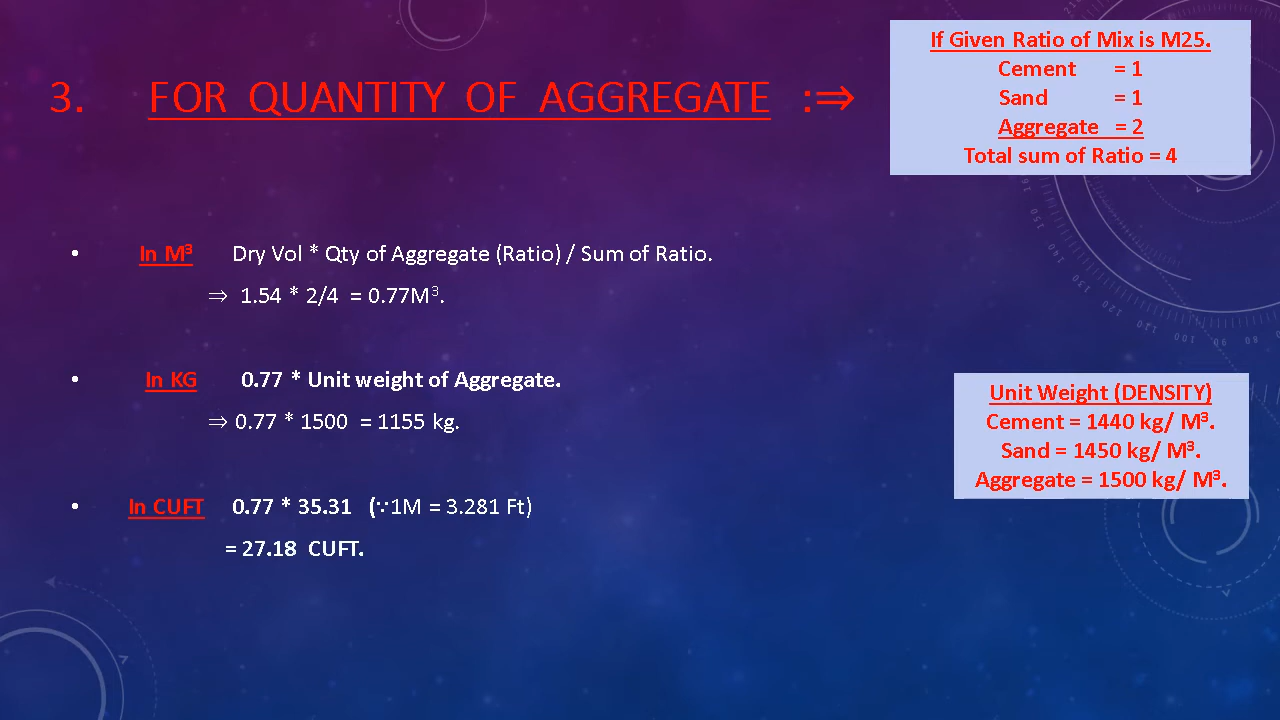 3. FOR QUANTITY OF AGGREGATE :⇒
If Given Ratio of Mix is M25.
Cement = 1
Sand = 1
Aggregate = 2
Total sum of Ratio = 4
• In M³ Dry Vol * Qty of Aggregate (Ratio) / Sum of Ratio.
⇒ 1.54 * 2/4 = 0.77M³.
• In KG 0.77 * Unit weight of Aggregate.
⇒ 0.77 * 1500 = 1155 kg.
Unit Weight (DENSITY)
Cement = 1440 kg/ M³.
Sand = 1450 kg/ M³.
Aggregate = 1500 kg/ M³.
• In CUFT 0.77 * 35.31 (∵1M = 3.281 Ft)
= 27.18 CUFT.